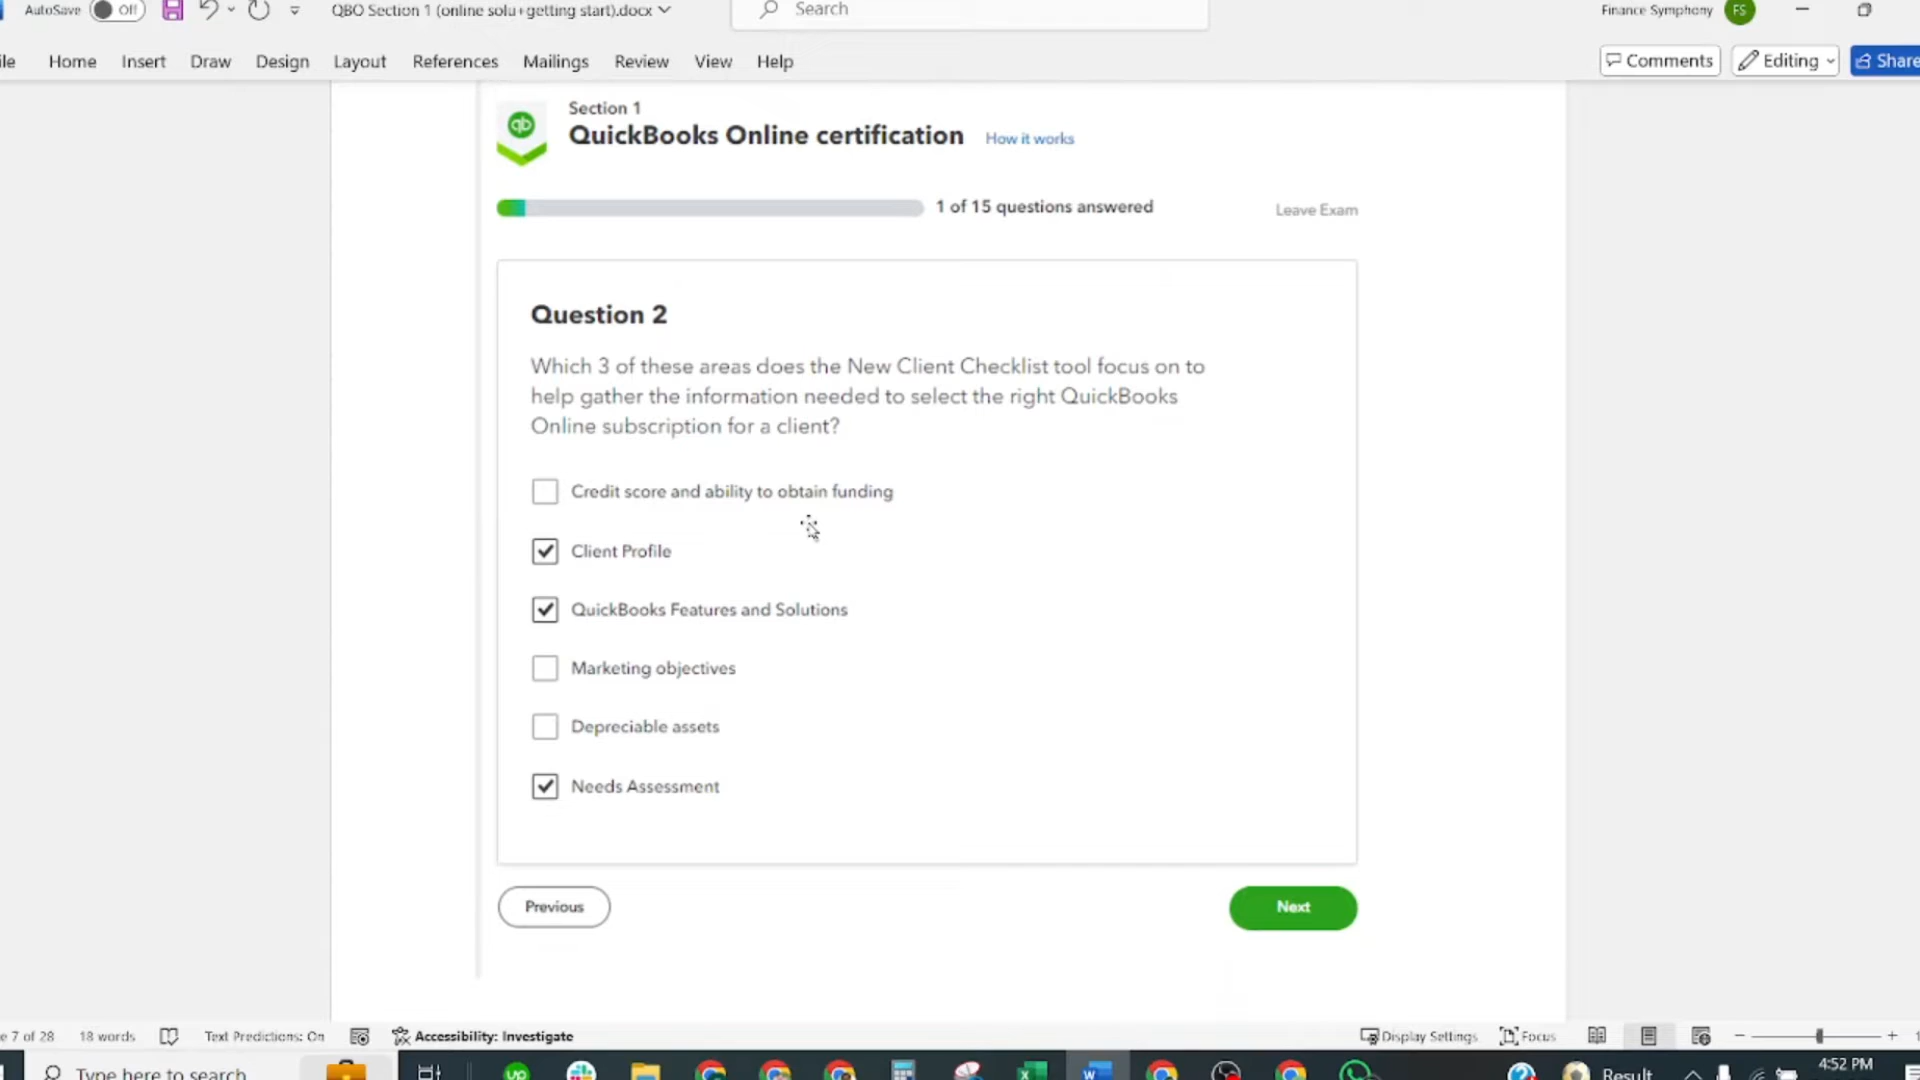 AutoSave Off QBO Section 1 (online solu+getting start).docx Search Finance Symphony FS
ile Home Insert Draw Design Layout References Mailings Review View Help Comments Editing Share
Section 1
qb QuickBooks Online certification How it works
1 of 15 questions answered Leave Exam
Question 2
Which 3 of these areas does the New Client Checklist tool focus on to
help gather the information needed to select the right QuickBooks
Online subscription for a client?
Credit score and ability to obtain funding
Client Profile
QuickBooks Features and Solutions
Marketing objectives
Depreciable assets
Needs Assessment
Previous Next
e 7 of 28 18 words Text Predictions: On Accessibility: Investigate Display Settings Focus
Type here to search up Result 4:52 PM